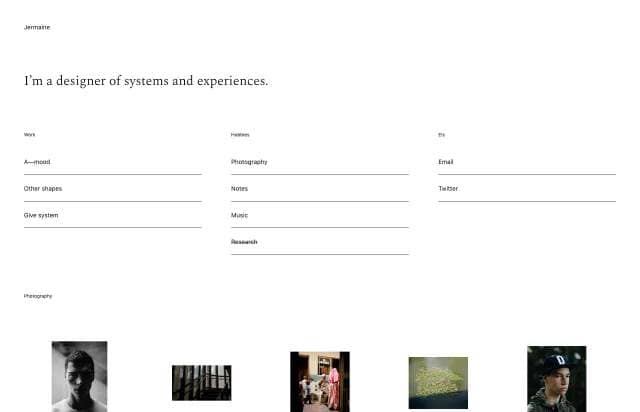 Jermaine
I'm a designer of systems and experiences.
Work
A—mood
Other shapes
Give system
Hobbies
Photography
Notes
Music
Research
Etc
Email
Twitter
Photography